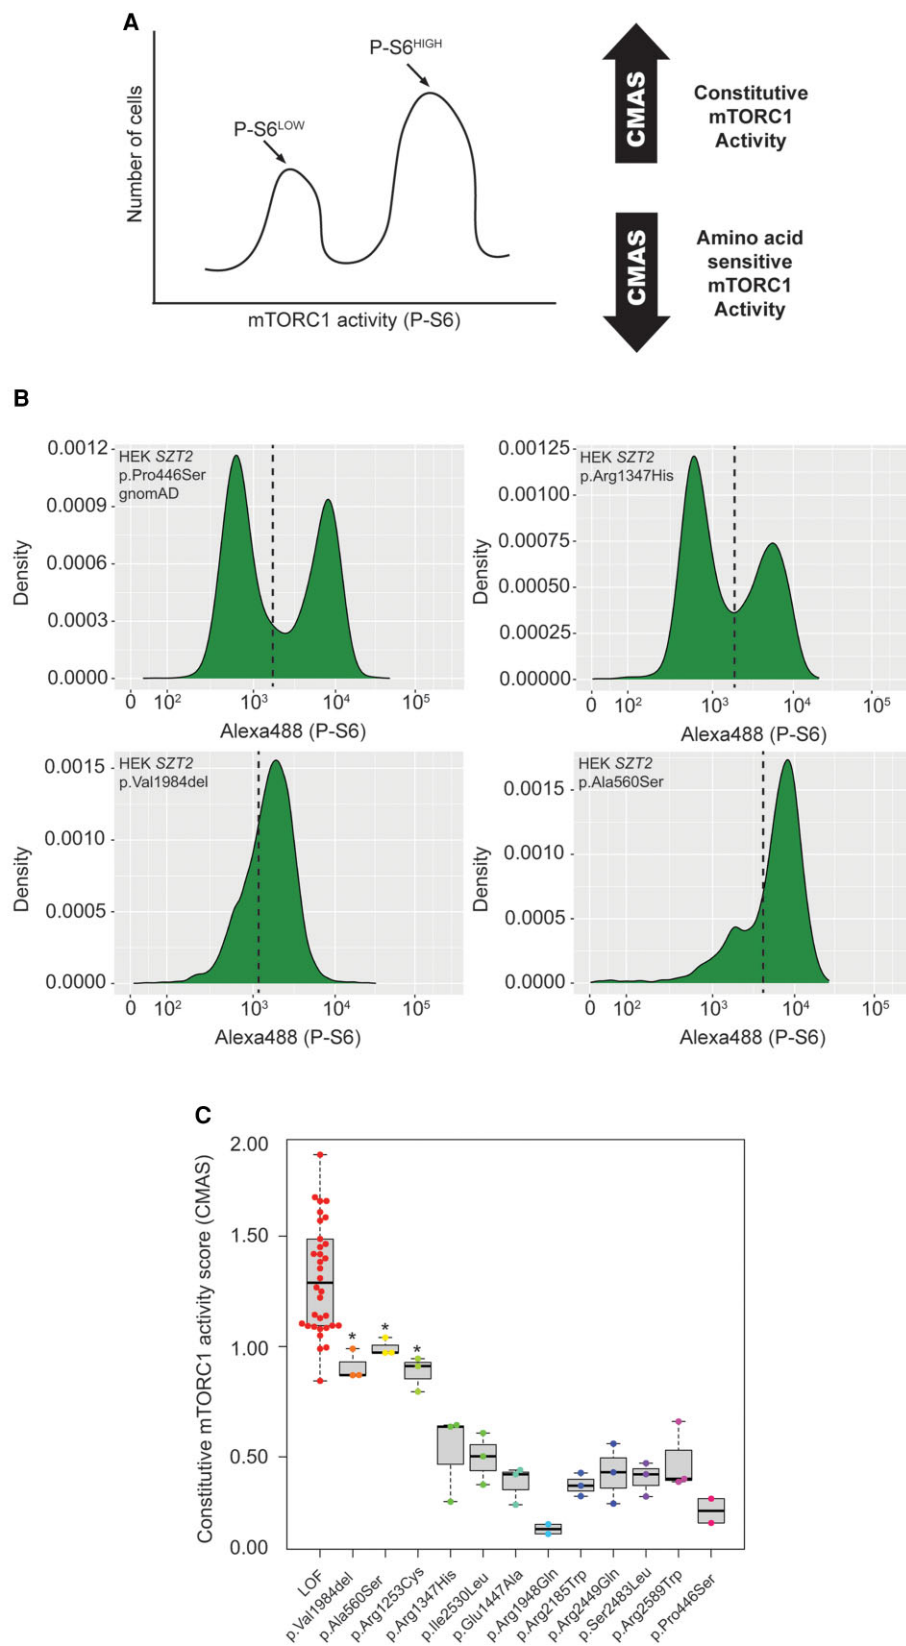 A
P-S6HIGH
P-S6LOW
Number of cells
mTORC1 activity (P-S6)
CMAS
Constitutive
mTORC1
Activity
CMAS
Amino acid
sensitive
mTORC1
Activity
B
HEK SZT2
p.Pro446Ser
gnomAD
0.0012
0.0009
0.0006
0.0003
0.0000
Density
0 10² 10³ 10⁴ 10⁵
Alexa488 (P-S6)
HEK SZT2
p.Arg1347His
0.00125
0.00100
0.00075
0.00050
0.00025
0.00000
Density
0 10² 10³ 10⁴ 10⁵
Alexa488 (P-S6)
HEK SZT2
p.Val1984del
0.0015
0.0010
0.0005
0.0000
Density
0 10² 10³ 10⁴ 10⁵
Alexa488 (P-S6)
HEK SZT2
p.Ala560Ser
0.0015
0.0010
0.0005
0.0000
Density
0 10² 10³ 10⁴ 10⁵
Alexa488 (P-S6)
C
Constitutive mTORC1 activity score (CMAS)
2.00
1.50
1.00
0.50
0.00
*
*
*
LOF
p.Val1984del
p.Ala560Ser
p.Arg1253Cys
p.Arg1347His
p.Ile2530Leu
p.Glu1447Ala
p.Arg1948Gln
p.Arg2185Trp
p.Arg2449Gln
p.Ser2483Leu
p.Arg2589Trp
p.Pro446Ser